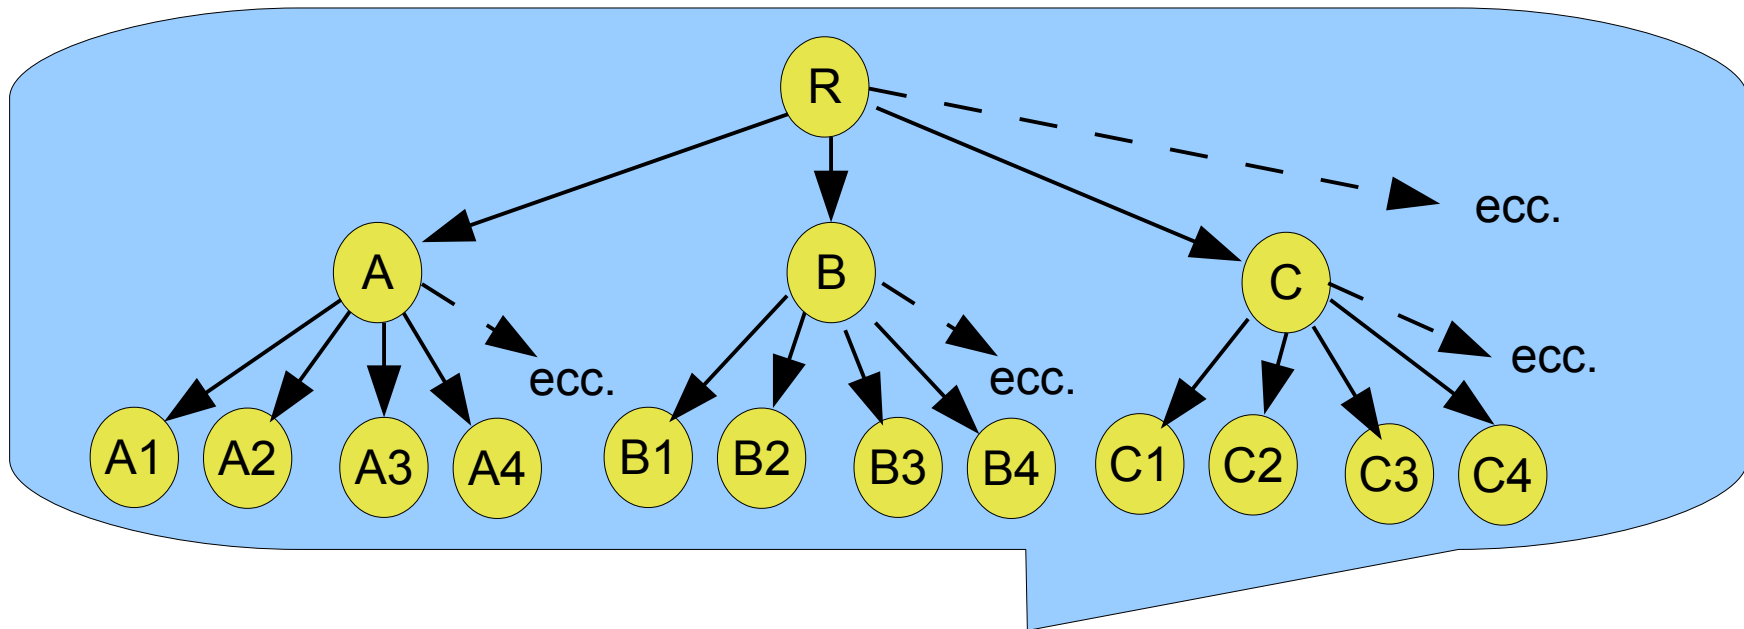 R
ecc.
A
B
C
ecc.
ecc.
ecc.
A1 A2 A3 A4 B1 B2 B3 B4 C1 C2 C3 C4